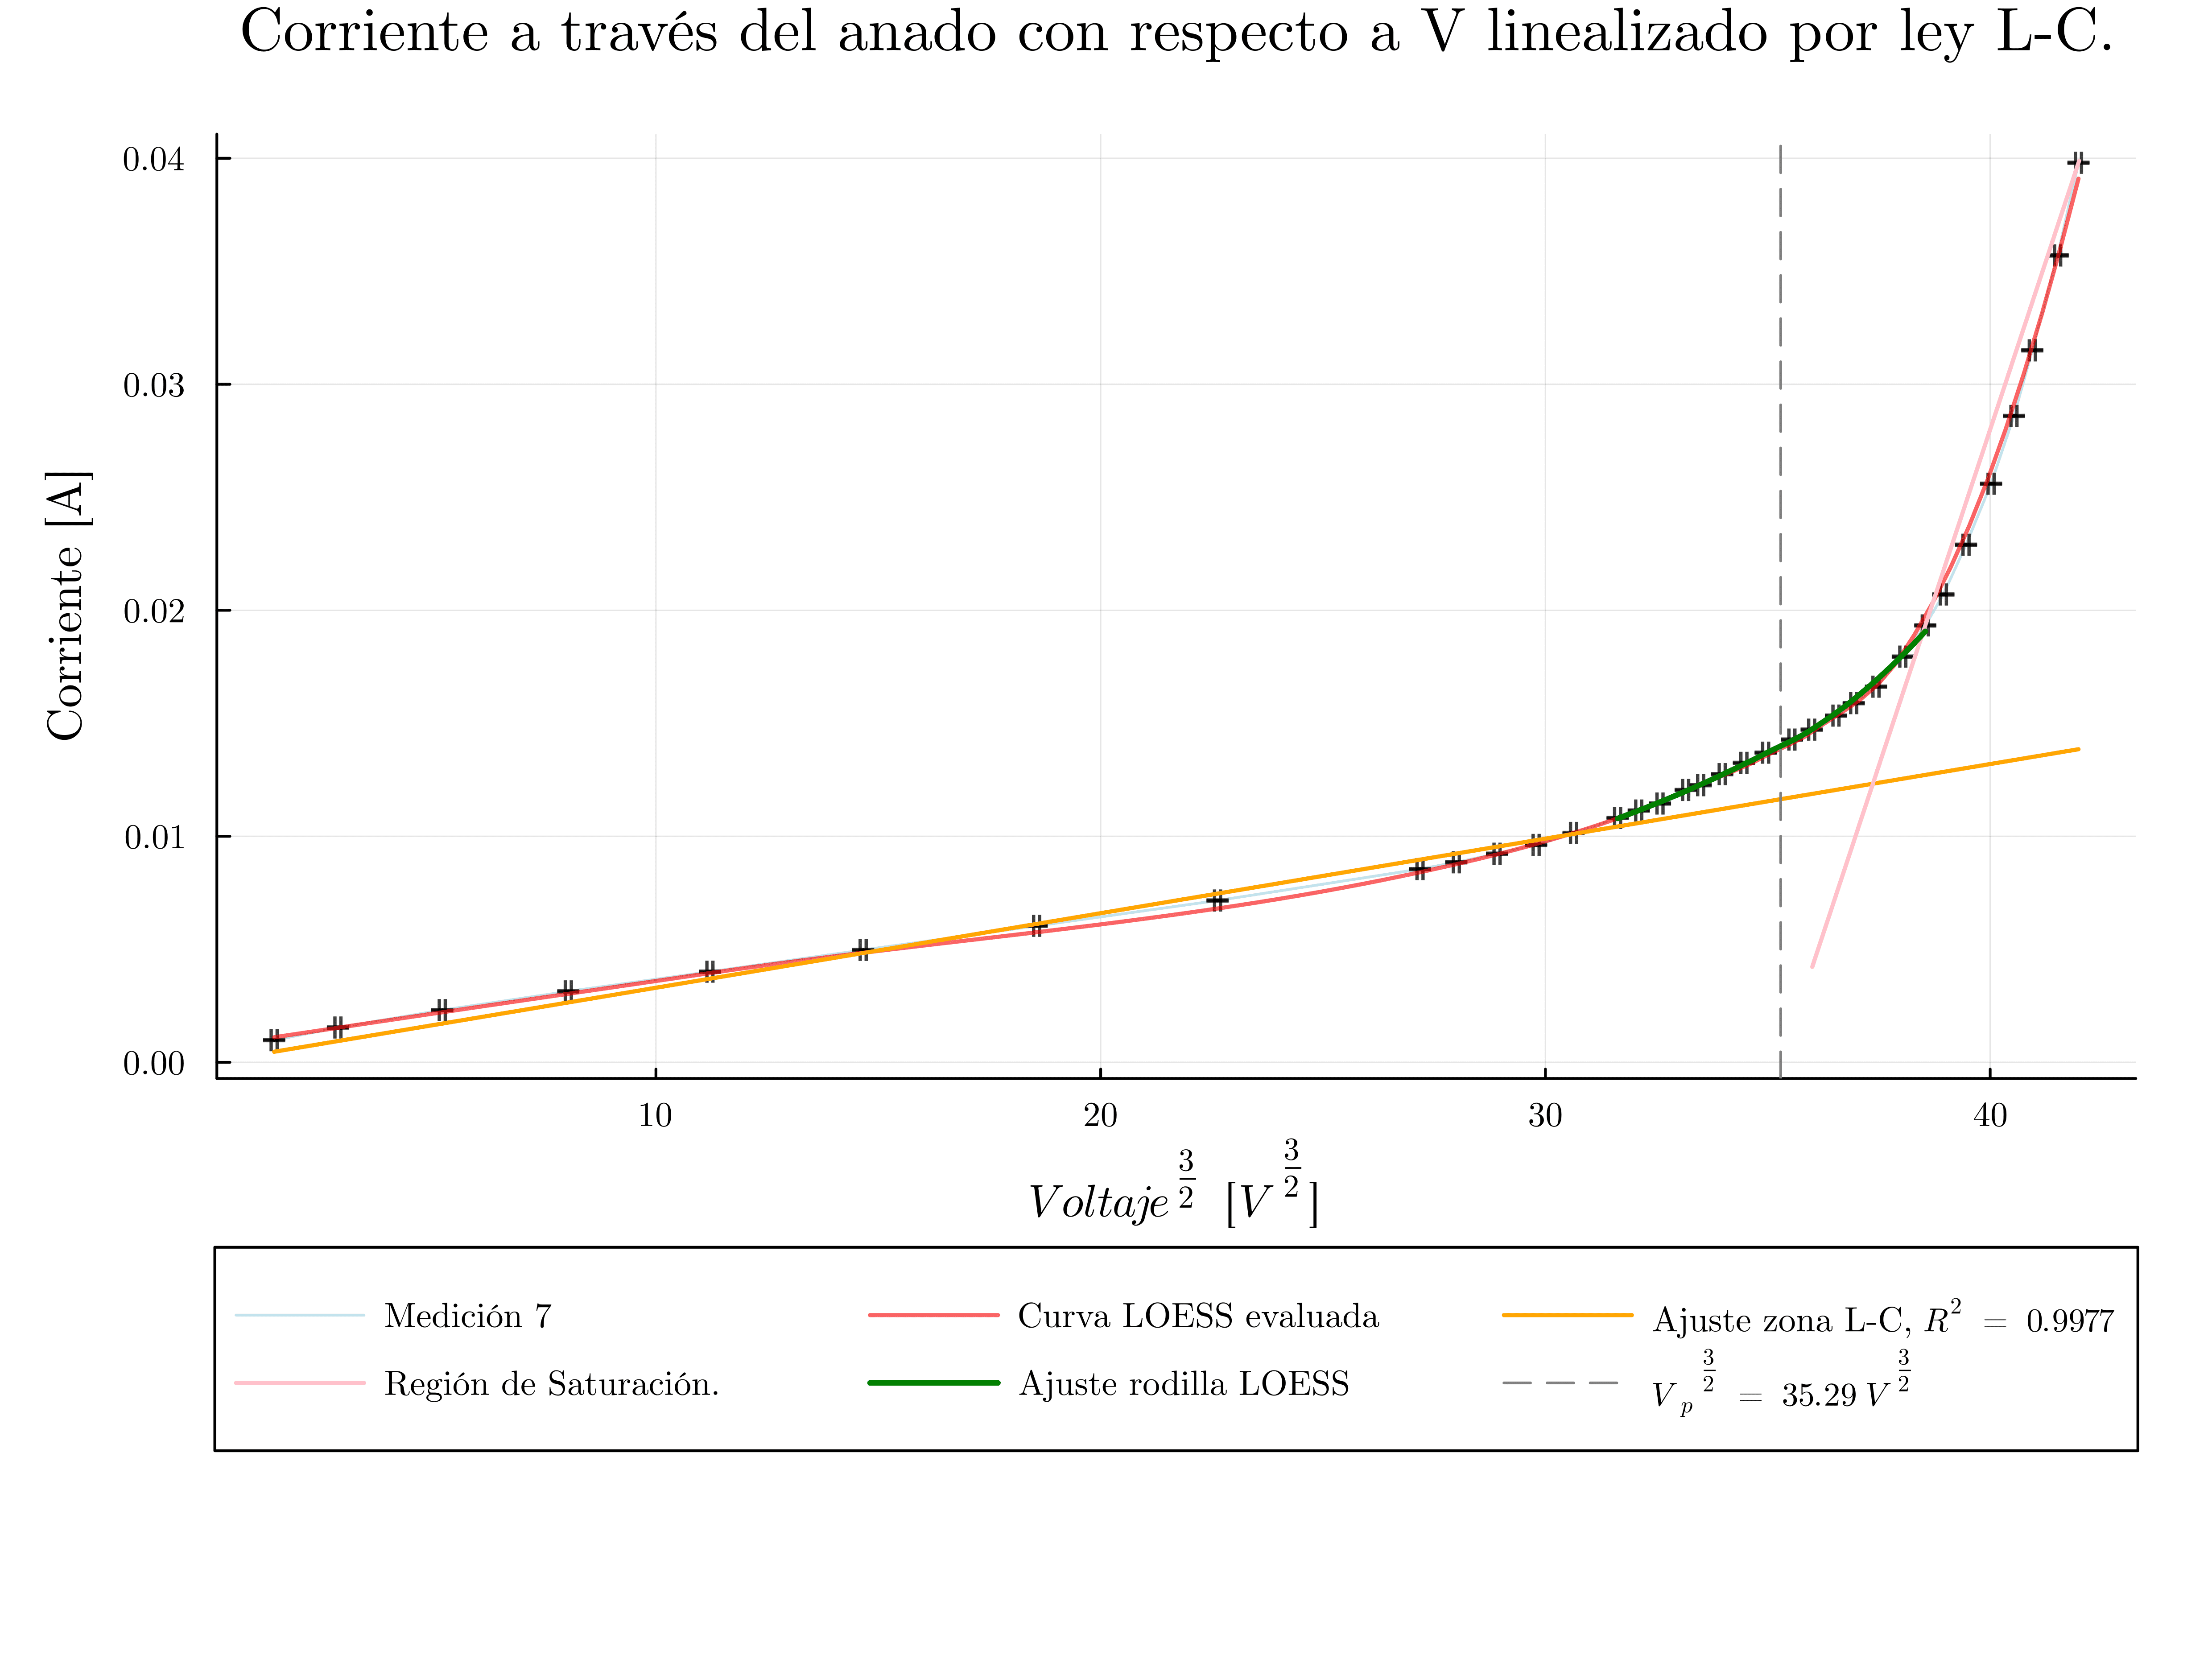 Corriente a través del anado con respecto a V linealizado por ley L-C.
Corriente [A]
0.04
0.03
0.02
0.01
0.00
10 20 30 40
Voltaje^{3/2} [V^{3/2}]
Medición 7
Curva LOESS evaluada
Ajuste zona L-C, R² = 0.9977
Región de Saturación.
Ajuste rodilla LOESS
V_p^{3/2} = 35.29 V^{3/2}